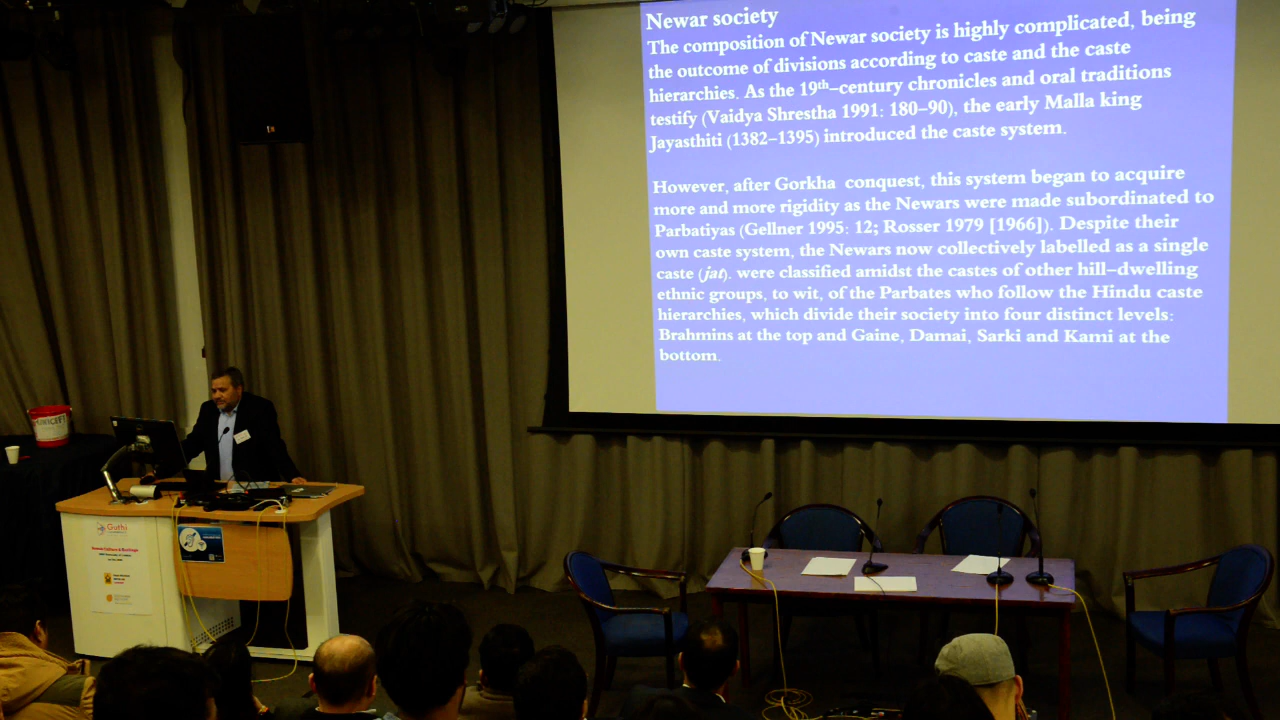 Newar society
The composition of Newar society is highly complicated, being
the outcome of divisions according to caste and the caste
hierarchies. As the 19th–century chronicles and oral traditions
testify (Vaidya Shrestha 1991: 180–90), the early Malla king
Jayasthiti (1382–1395) introduced the caste system.
However, after Gorkha conquest, this system began to acquire
more and more rigidity as the Newars were made subordinated to
Parbatiyas (Gellner 1995: 12; Rosser 1979 [1966]). Despite their
own caste system, the Newars now collectively labelled as a single
caste (jat). were classified amidst the castes of other hill–dwelling
ethnic groups, to wit, of the Parbates who follow the Hindu caste
hierarchies, which divide their society into four distinct levels:
Brahmins at the top and Gaine, Damai, Sarki and Kami at the
bottom.
Guthi